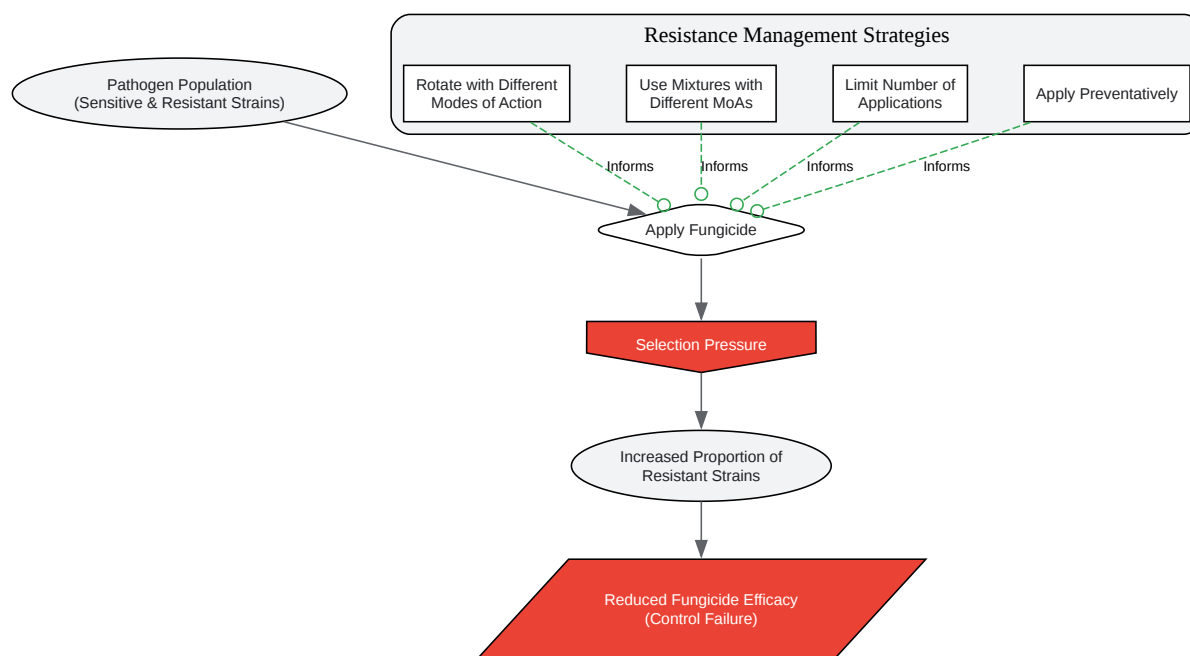 Resistance Management Strategies
Pathogen Population
(Sensitive & Resistant Strains)
Rotate with Different
Modes of Action
Use Mixtures with
Different MoAs
Limit Number of
Applications
Apply Preventatively
Informs
Informs
Informs
Informs
Apply Fungicide
Selection Pressure
Increased Proportion of
Resistant Strains
Reduced Fungicide Efficacy
(Control Failure)